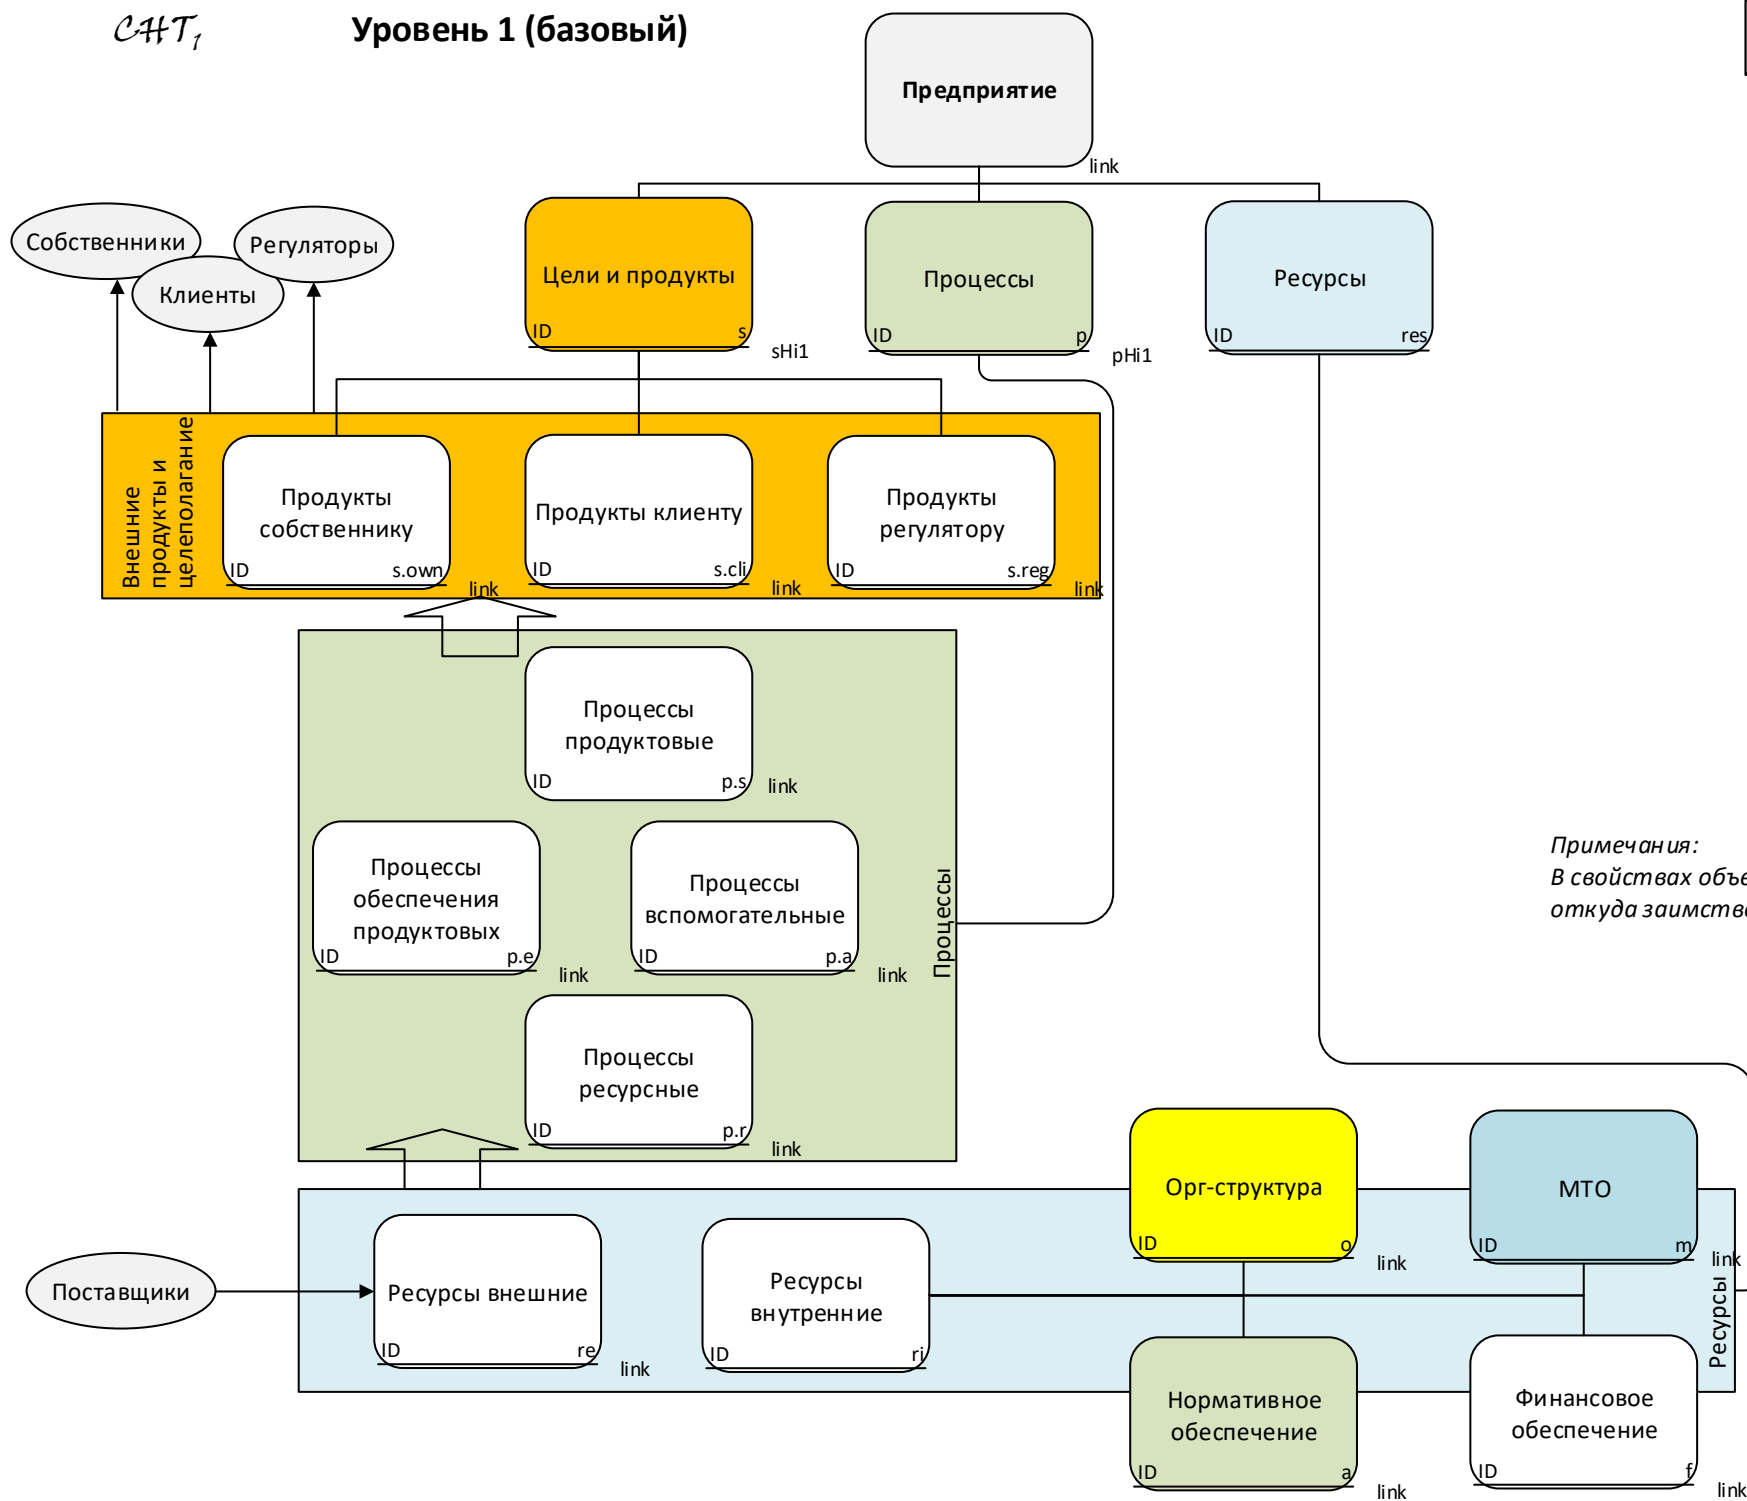 СНТ1
Уровень 1 (базовый)
Предприятие
link
Собственники
Регуляторы
Клиенты
Цели и продукты
ID s
sHi1
Процессы
ID p
pHi1
Ресурсы
ID res
Внешние
продукты и
целеполагание
Продукты
собственнику
ID s.own
link
Продукты клиенту
ID s.cli
link
Продукты
регулятору
ID s.reg
link
Процессы
продуктовые
ID p.s
link
Процессы
обеспечения
продуктовых
ID p.e
link
Процессы
вспомогательные
ID p.a
link
Процессы
Процессы
ресурсные
ID p.r
link
Примечания:
В свойствах
откуда
Орг-структура
ID o
link
МТО
ID m
link
Поставщики
Ресурсы внешние
ID re
link
Ресурсы
внутренние
ID ri
Ресурсы
Нормативное
обеспечение
ID a
link
Финансовое
обеспечение
ID f
link